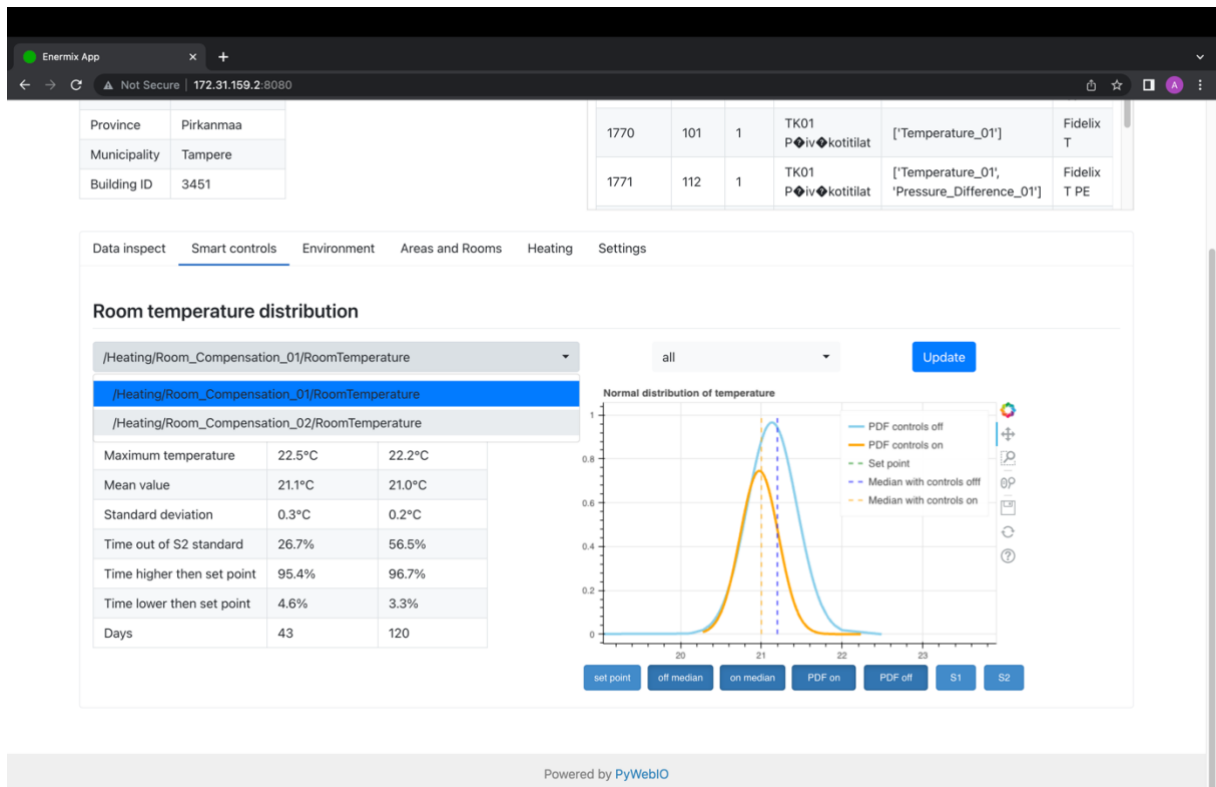 Enermix App
Not Secure | 172.31.159.2:8080
A
Province Pirkanmaa
Municipality Tampere
Building ID 3451
1770 101 1 TK01 P�iv�kotitilat ['Temperature_01'] Fidelix T
1771 112 1 TK01 P�iv�kotitilat ['Temperature_01', 'Pressure_Difference_01'] Fidelix T PE
Data inspect Smart controls Environment Areas and Rooms Heating Settings
Room temperature distribution
/Heating/Room_Compensation_01/RoomTemperature all Update
/Heating/Room_Compensation_01/RoomTemperature
/Heating/Room_Compensation_02/RoomTemperature
Maximum temperature 22.5°C 22.2°C
Mean value 21.1°C 21.0°C
Standard deviation 0.3°C 0.2°C
Time out of S2 standard 26.7% 56.5%
Time higher then set point 95.4% 96.7%
Time lower then set point 4.6% 3.3%
Days 43 120
Normal distribution of temperature
1
0.8
0.6
0.4
0.2
0
20 21 22 23
PDF controls off
PDF controls on
Set point
Median with controls offf
Median with controls on
set point off median on median PDF on PDF off S1 S2
Powered by PyWebIO